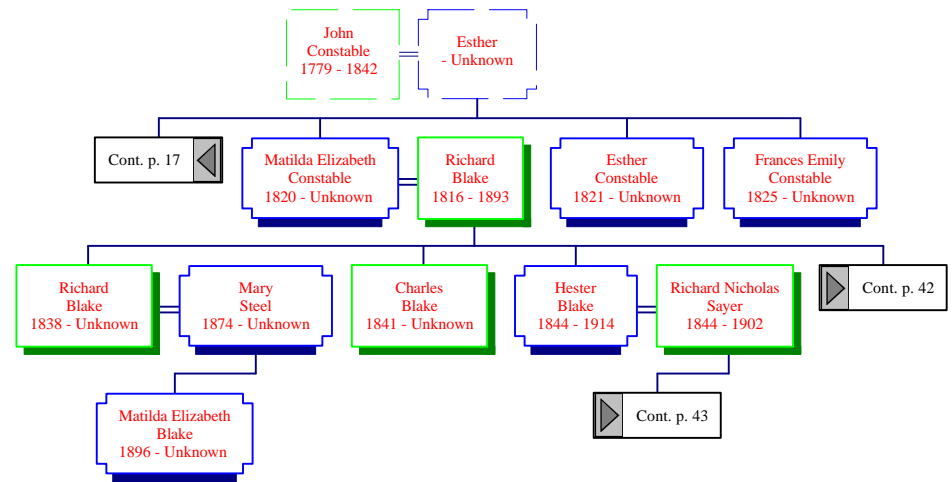 John
Constable
1779 - 1842
Esther
- Unknown
Cont. p. 17
Matilda Elizabeth
Constable
1820 - Unknown
Richard
Blake
1816 - 1893
Esther
Constable
1821 - Unknown
Frances Emily
Constable
1825 - Unknown
Richard
Blake
1838 - Unknown
Mary
Steel
1874 - Unknown
Charles
Blake
1841 - Unknown
Hester
Blake
1844 - 1914
Richard Nicholas
Sayer
1844 - 1902
Cont. p. 42
Matilda Elizabeth
Blake
1896 - Unknown
Cont. p. 43